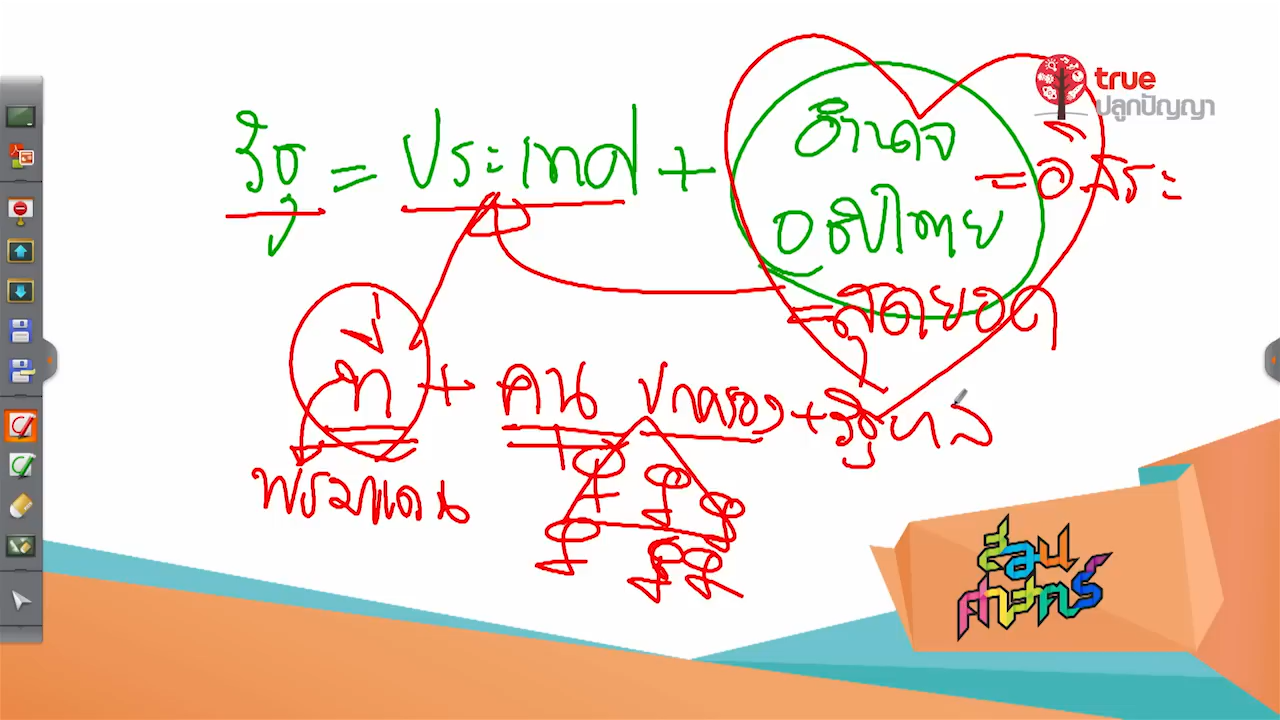 true
ปลูกปัญญา
รัฐ = ประเทศ + อำนาจ
อธิปไตย
= อิสระ
= สุดยอด
ท + คน ปกครอง + รัฐบาล
พรมแดน
สอน
ศาสตร์